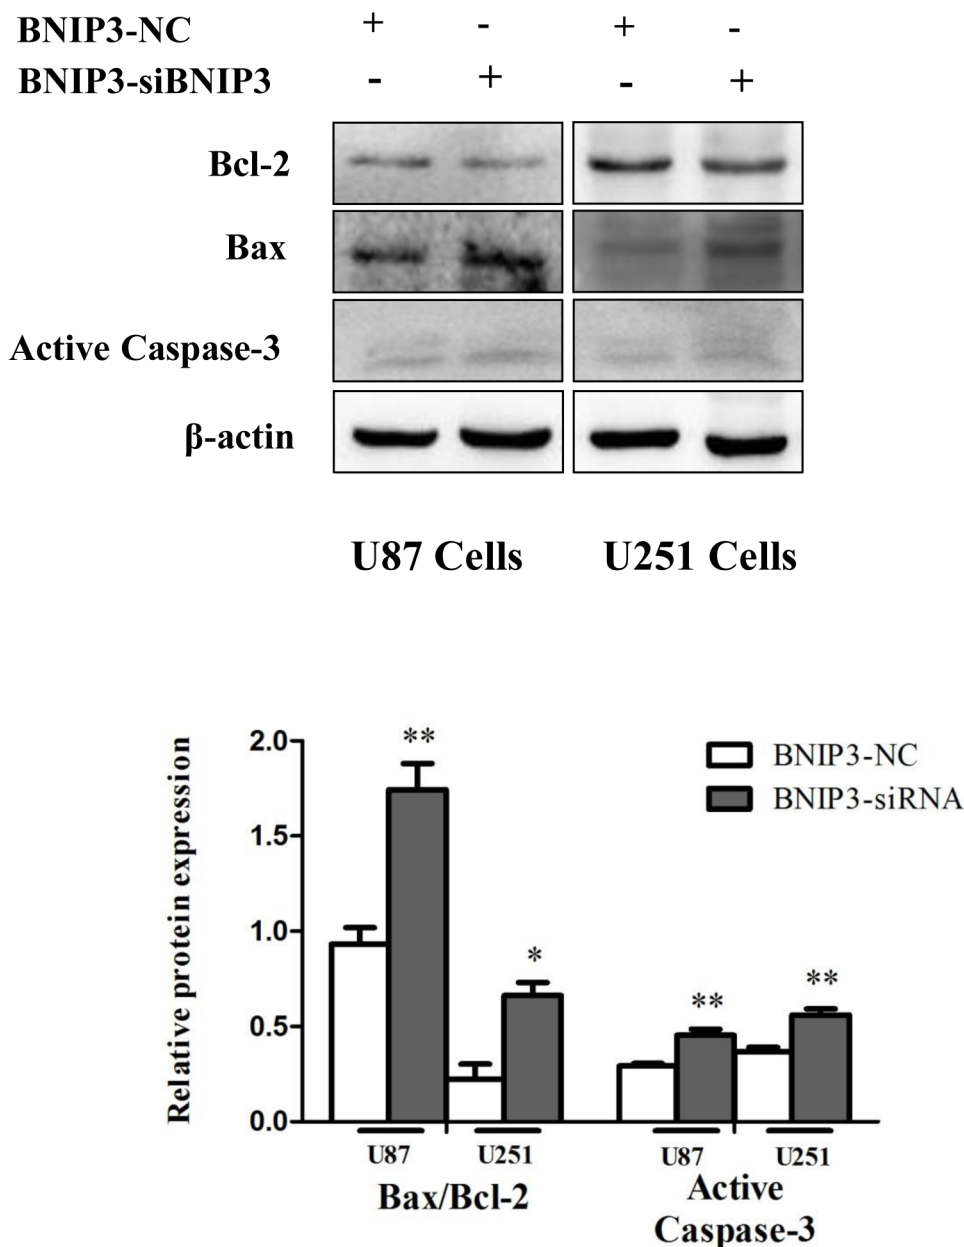 BNIP3-NC + - + -
BNIP3-siBNIP3 - + - +
Bcl-2
Bax
Active Caspase-3
β-actin
U87 Cells U251 Cells
Relative protein expression
2.0
1.5
1.0
0.5
0.0
** * ** **
BNIP3-NC
BNIP3-siRNA
U87 U251 U87 U251
Bax/Bcl-2
Active
Caspase-3